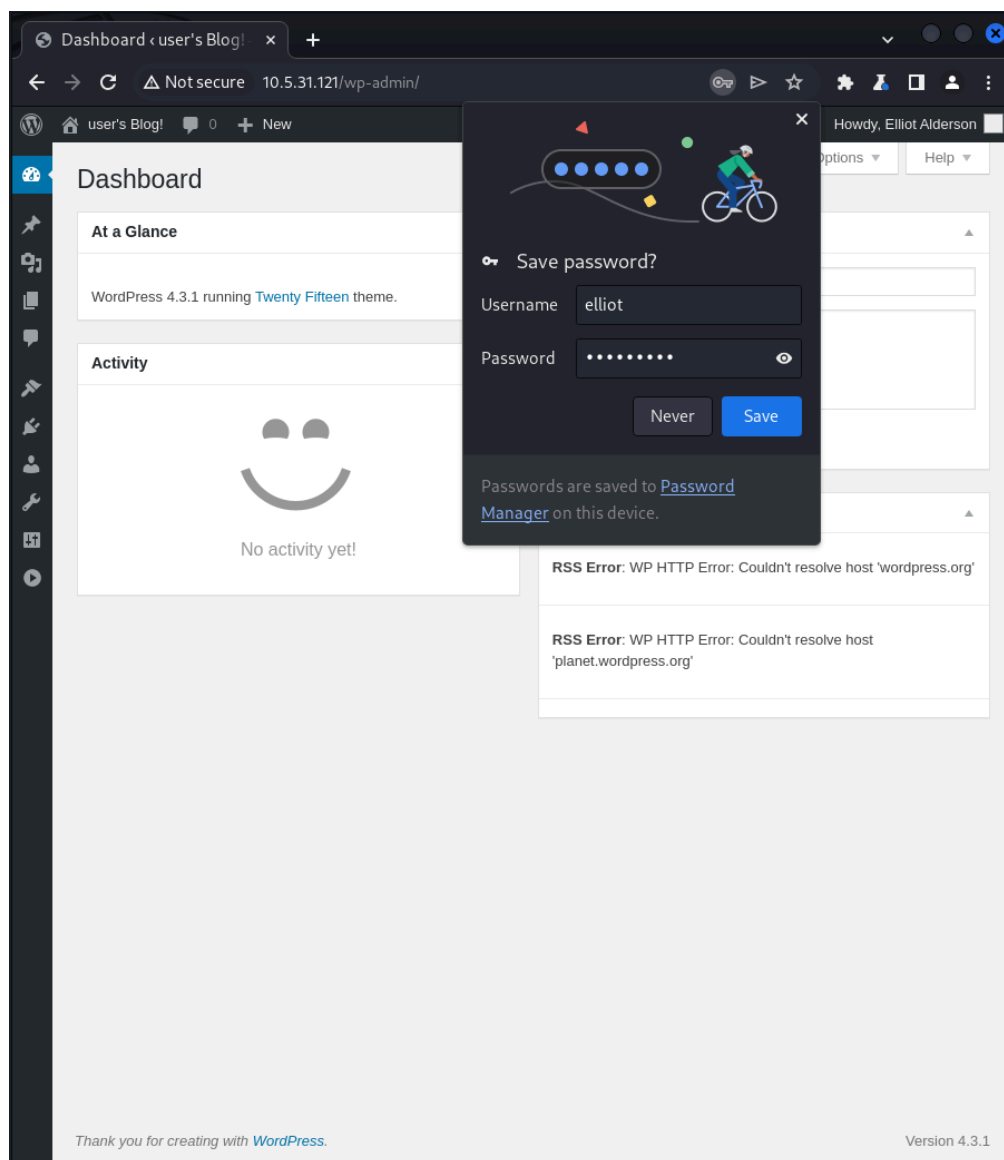 Dashboard ‹ user's Blog! -
Not secure 10.5.31.121/wp-admin/
user's Blog! 0 New
Howdy, Elliot Alderson
Options
Help
Dashboard
At a Glance
WordPress 4.3.1 running Twenty Fifteen theme.
Activity
No activity yet!
Save password?
Username elliot
Password •••••••••
Never Save
Passwords are saved to Password
Manager on this device.
RSS Error: WP HTTP Error: Couldn't resolve host 'wordpress.org'
RSS Error: WP HTTP Error: Couldn't resolve host
'planet.wordpress.org'
Thank you for creating with WordPress.
Version 4.3.1